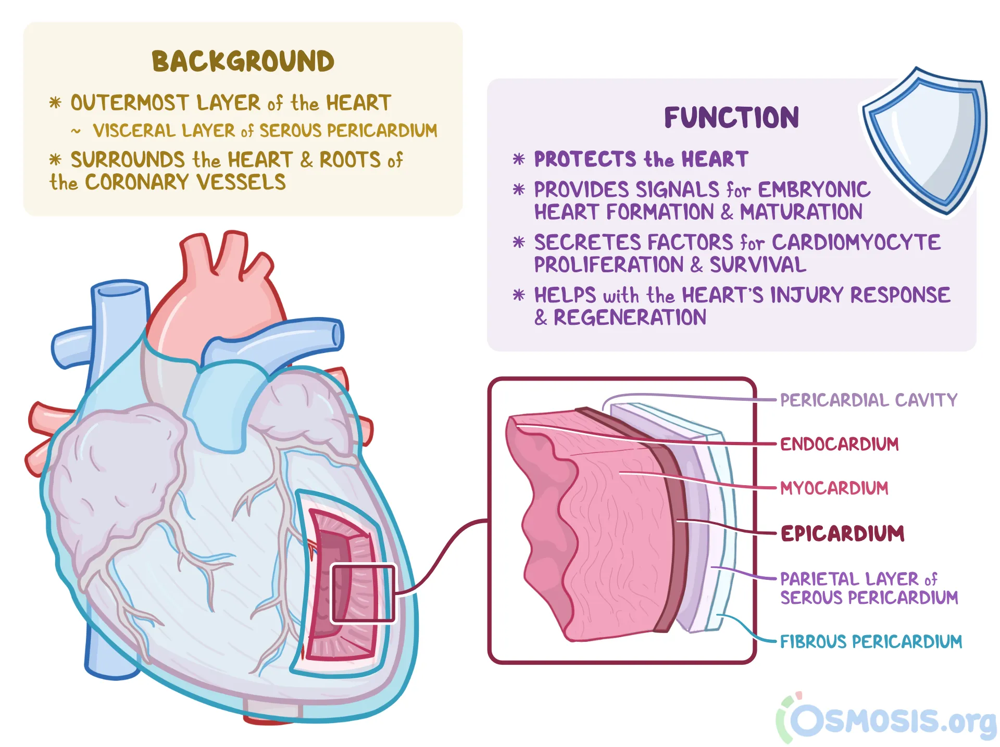 BACKGROUND
* OUTERMOST LAYER of the HEART
~ VISCERAL LAYER of SEROUS PERICARDIUM
* SURROUNDS the HEART & ROOTS of
the CORONARY VESSELS
FUNCTION
* PROTECTS the HEART
* PROVIDES SIGNALS for EMBRYONIC
HEART FORMATION & MATURATION
* SECRETES FACTORS for CARDIOMYOCYTE
PROLIFERATION & SURVIVAL
* HELPS with the HEART'S INJURY RESPONSE
& REGENERATION
PERICARDIAL CAVITY
ENDOCARDIUM
MYOCARDIUM
EPICARDIUM
PARIETAL LAYER of
SEROUS PERICARDIUM
FIBROUS PERICARDIUM
OSMOSIS.org